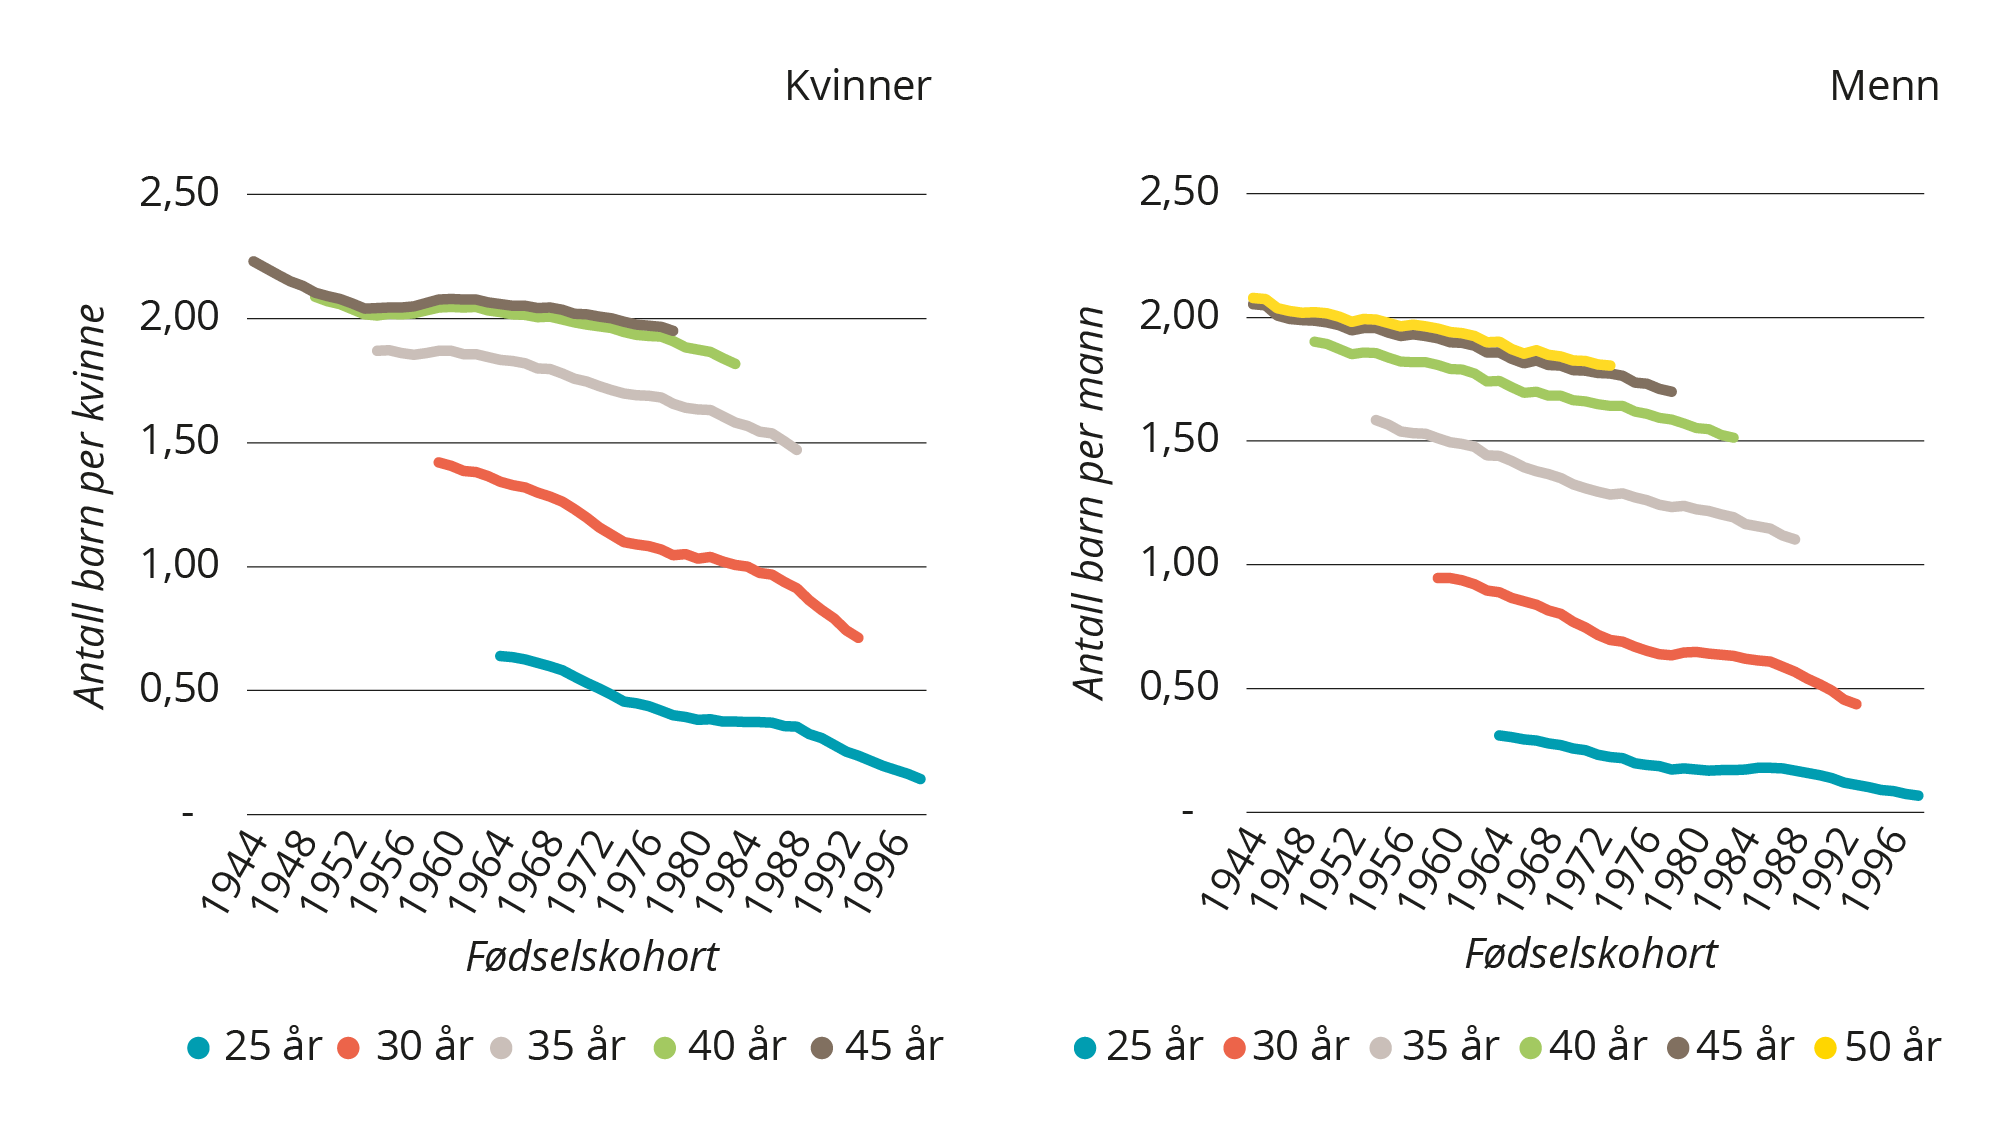 Kvinner
Antall barn per kvinne
2,50
2,00
1,50
1,00
0,50
-
1944 1948 1952 1956 1960 1964 1968 1972 1976 1980 1984 1988 1992 1996
Fødselskohort
25 år 30 år 35 år 40 år 45 år
Menn
Antall barn per mann
2,50
2,00
1,50
1,00
0,50
-
1944 1948 1952 1956 1960 1964 1968 1972 1976 1980 1984 1988 1992 1996
Fødselskohort
25 år 30 år 35 år 40 år 45 år 50 år